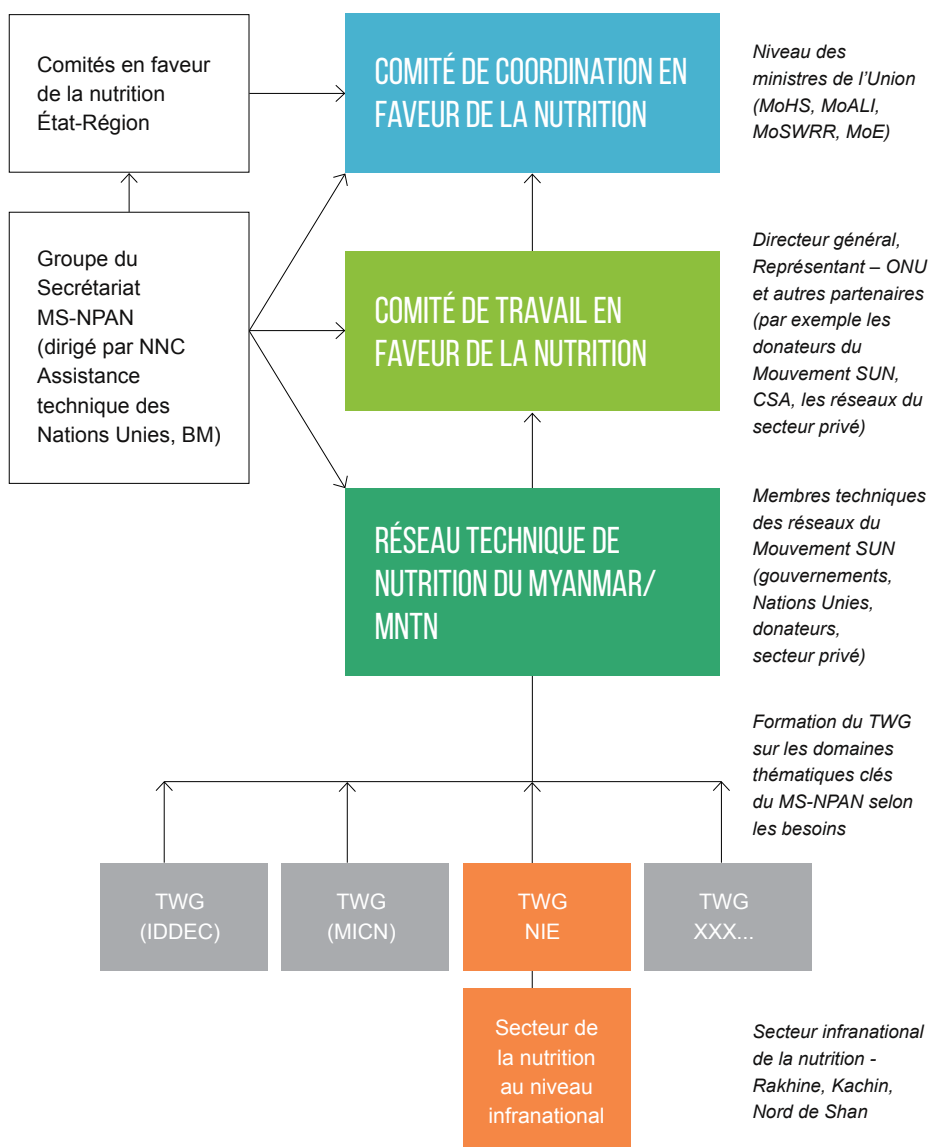 Comités en faveur
de la nutrition
État-Région
COMITÉ DE COORDINATION EN
FAVEUR DE LA NUTRITION
Niveau des
ministres de l'Union
(MoHS, MoALI,
MoSWRR, MoE)
Groupe du
Secrétariat
MS-NPAN
(dirigé par NNC
Assistance
technique des
Nations Unies, BM)
COMITÉ DE TRAVAIL EN
FAVEUR DE LA NUTRITION
Directeur général,
Représentant – ONU
et autres partenaires
(par exemple les
donateurs du
Mouvement SUN,
CSA, les réseaux du
secteur privé)
RÉSEAU TECHNIQUE DE
NUTRITION DU MYANMAR/
MNTN
Membres techniques
des réseaux du
Mouvement SUN
(gouvernements,
Nations Unies,
donateurs,
secteur privé)
Formation du TWG
sur les domaines
thématiques clés
du MS-NPAN selon
les besoins
TWG
(IDDEC)
TWG
(MICN)
TWG
NIE
TWG
XXX...
Secteur de
la nutrition
au niveau
infranational
Secteur infranational
de la nutrition -
Rakhine, Kachin,
Nord de Shan